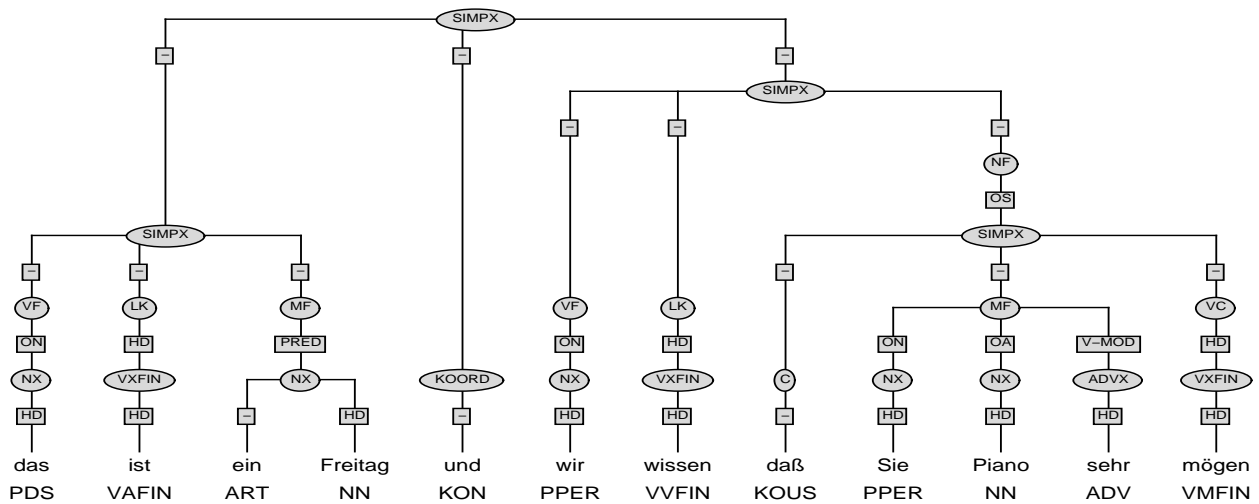 SIMPX
– – –
SIMPX
– – –
NF
OS
SIMPX SIMPX
– – – – – –
VF LK MF VF LK MF VC
ON HD PRED ON HD ON OA V–MOD HD
NX VXFIN NX KOORD NX VXFIN C NX NX ADVX VXFIN
HD HD – HD – HD HD – HD HD HD HD
das ist ein Freitag und wir wissen daß Sie Piano sehr mögen
PDS VAFIN ART NN KON PPER VVFIN KOUS PPER NN ADV VMFIN